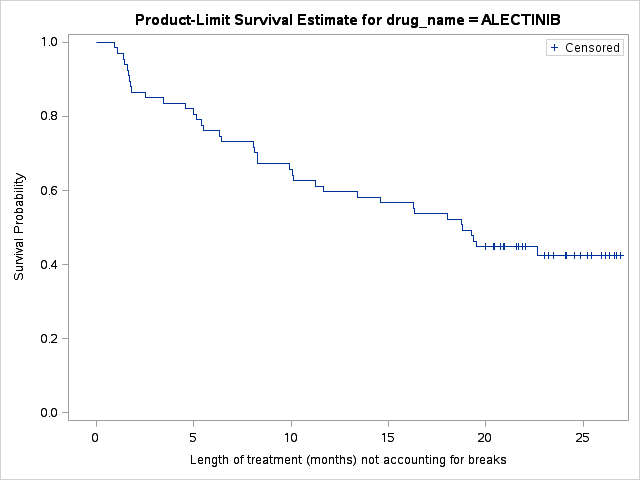 Product-Limit Survival Estimate for drug_name = ALECTINIB
+ Censored
1.0
0.8
0.6
0.4
0.2
0.0
Survival Probability
0 5 10 15 20 25
Length of treatment (months) not accounting for breaks